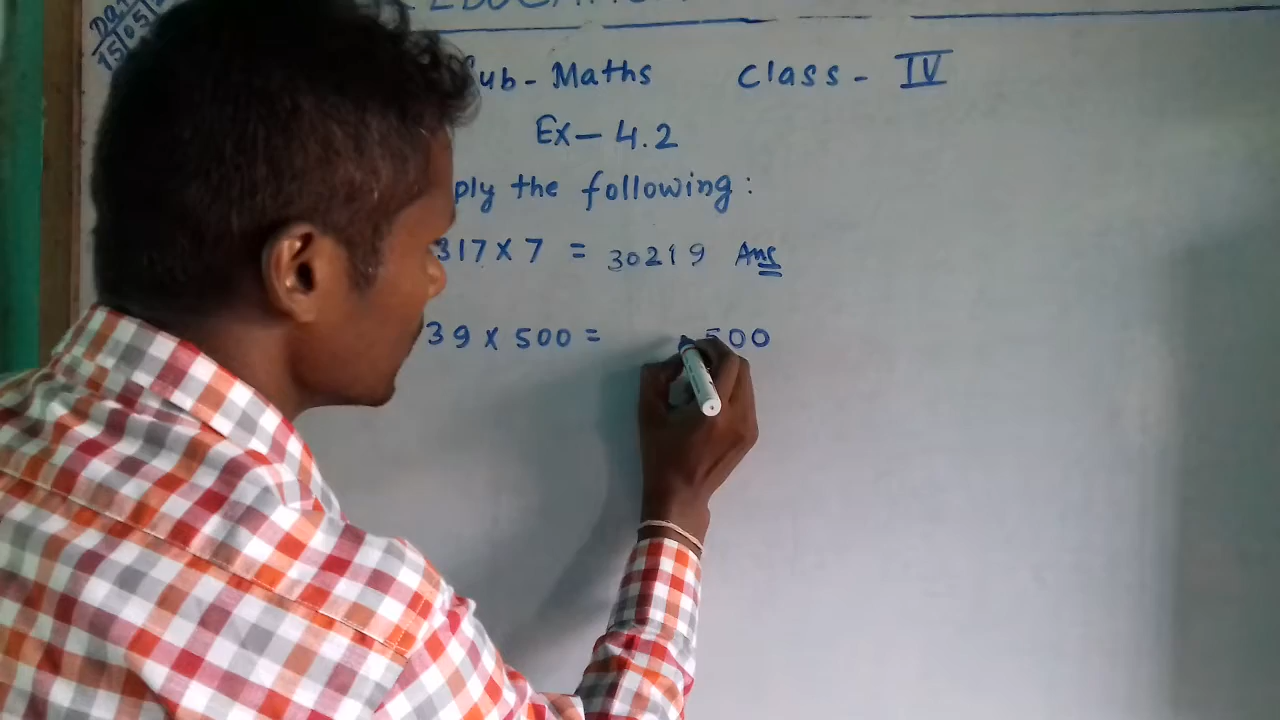 Sub - Maths Class - IV
Ex - 4.2
ply the following :
317 × 7 = 30219 Ans
39 × 500 = 500